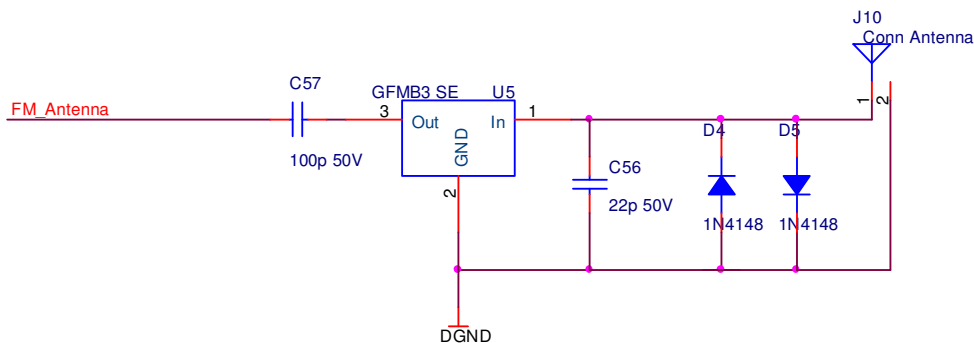 J10
Conn Antenna
C57
GFMB3 SE
U5
FM_Antenna
3
Out
In
1
1
2
D4
D5
GND
100p 50V
C56
2
22p 50V
1N4148
1N4148
DGND